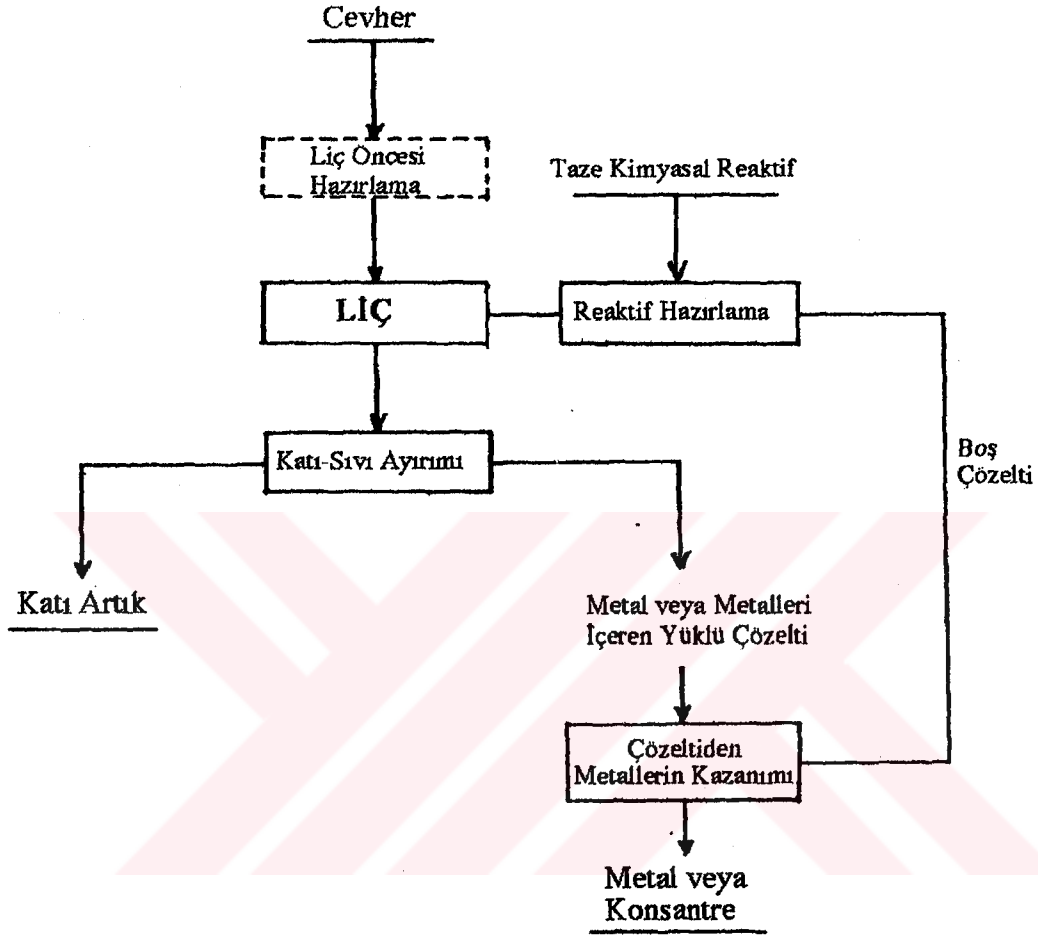 Cevher
Liç Öncesi
Hazırlama
Taze Kimyasal Reaktif
LİÇ
Reaktif Hazırlama
Katı-Sıvı Ayırımı
Boş
Çözelti
Katı Artık
Metal veya Metalleri
İçeren Yüklü Çözelti
Çözeltiden
Metallerin Kazanımı
Metal veya
Konsantre